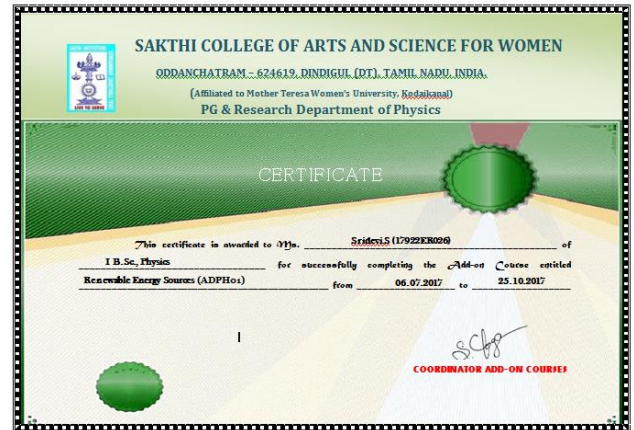 SAKTHI COLLEGE OF ARTS AND SCIENCE FOR WOMEN
ODDANCHATRAM – 624619, DINDIGUL (DT), TAMIL NADU, INDIA.
(Affiliated to Mother Teresa Women's University, Kodaikanal)
PG & Research Department of Physics
CERTIFICATE
This certificate is awarded to Ms. Sridevi.S (17922ER026) of
I B.Sc., Physics for successfully completing the Add-on Course entitled
Renewable Energy Sources (ADPH01) from 06.07.2017 to 25.10.2017
COORDINATOR ADD-ON COURSES